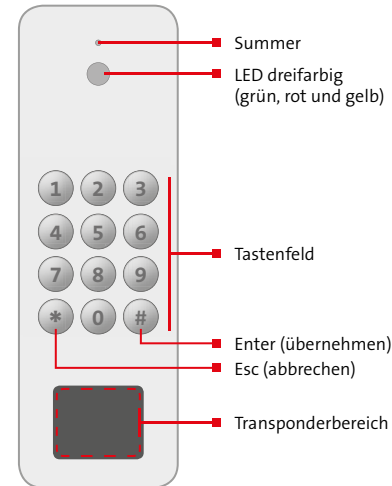 Summer
LED dreifarbig
(grün, rot und gelb)
1 2 3
4 5 6
Tastenfeld
7 8 9
* 0 #
Enter (übernehmen)
Esc (abbrechen)
Transponderbereich